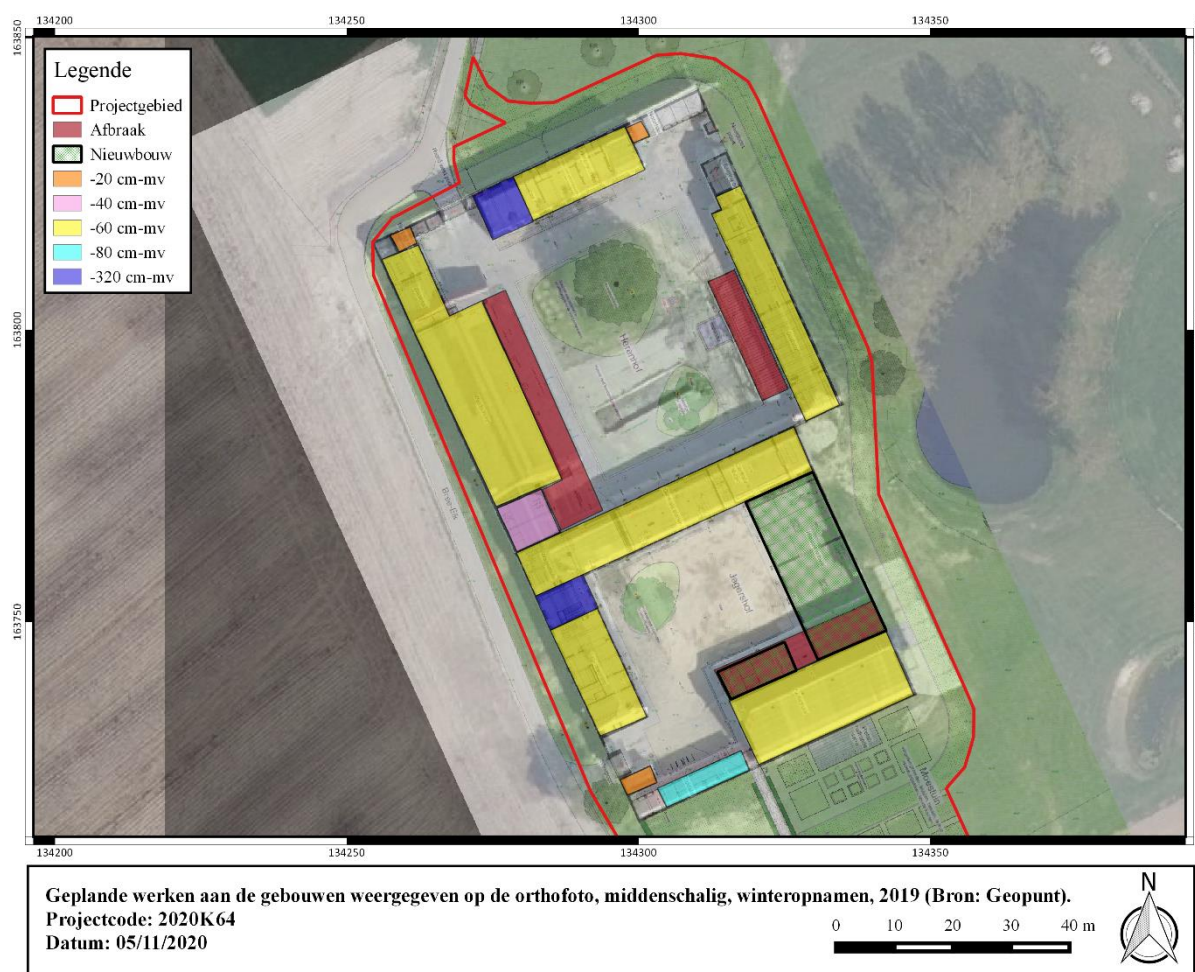 134200
134250
134300
134350
163850
163800
163750
Legende
Projectgebied
Afbraak
Nieuwbouw
-20 cm-mv
-40 cm-mv
-60 cm-mv
-80 cm-mv
-320 cm-mv
Herenhof
Jagershof
Moestuin
134200
134250
134300
134350
Geplande werken aan de gebouwen weergegeven op de orthofoto, middenschalig, winteropnamen, 2019 (Bron: Geopunt).
Projectcode: 2020K64
Datum: 05/11/2020
0 10 20 30 40 m
N